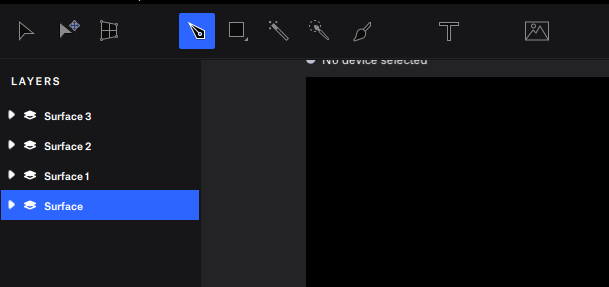 No device selected
LAYERS
Surface 3
Surface 2
Surface 1
Surface